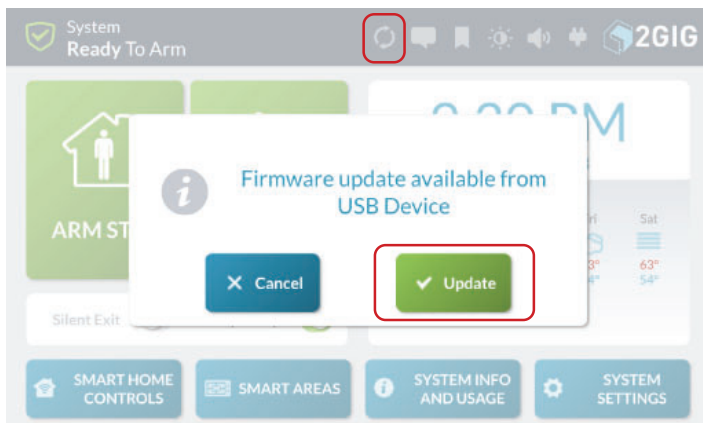 System
Ready To Arm
2GIG
Firmware update available from
USB Device
ARM ST
Sat
63°
54°
Cancel
Update
Silent Exit
SMART HOME
CONTROLS
SMART AREAS
SYSTEM INFO
AND USAGE
SYSTEM
SETTINGS